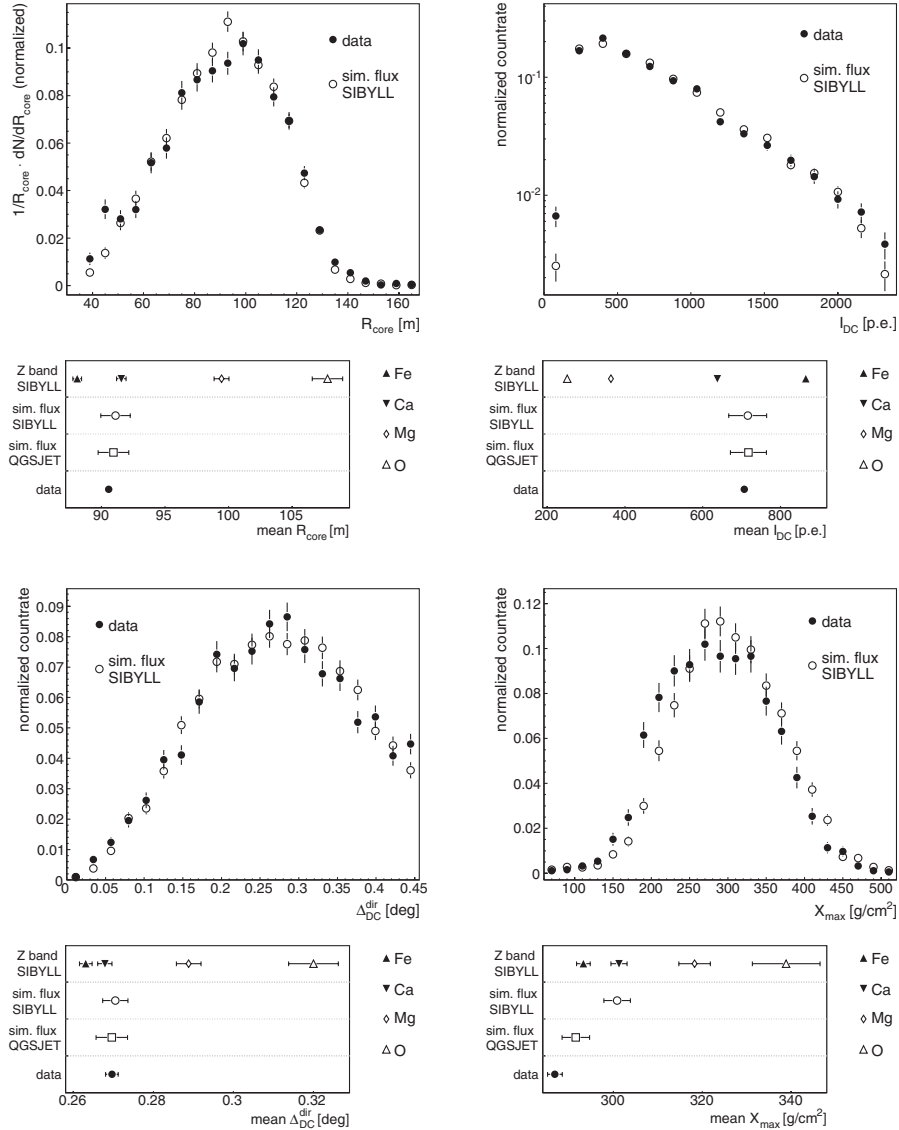 1/R_core · dN/dR_core (normalized)
0.1
0.08
0.06
0.04
0.02
0
40 60 80 100 120 140 160
R_core [m]
data
sim. flux
SIBYLL
normalized countrate
10^-1
10^-2
0 500 1000 1500 2000
I_DC [p.e.]
data
sim. flux
SIBYLL
Z band
SIBYLL
sim. flux
SIBYLL
sim. flux
QGSJET
data
90 95 100 105
mean R_core [m]
Fe
Ca
Mg
O
Z band
SIBYLL
sim. flux
SIBYLL
sim. flux
QGSJET
data
200 400 600 800
mean I_DC [p.e.]
Fe
Ca
Mg
O
normalized countrate
0.09
0.08
0.07
0.06
0.05
0.04
0.03
0.02
0.01
0
0 0.05 0.1 0.15 0.2 0.25 0.3 0.35 0.4 0.45
Δ_DC^dir [deg]
data
sim. flux
SIBYLL
normalized countrate
0.12
0.1
0.08
0.06
0.04
0.02
0
100 150 200 250 300 350 400 450 500
X_max [g/cm²]
data
sim. flux
SIBYLL
Z band
SIBYLL
sim. flux
SIBYLL
sim. flux
QGSJET
data
0.26 0.28 0.3 0.32
mean Δ_DC^dir [deg]
Fe
Ca
Mg
O
Z band
SIBYLL
sim. flux
SIBYLL
sim. flux
QGSJET
data
300 320 340
mean X_max [g/cm²]
Fe
Ca
Mg
O